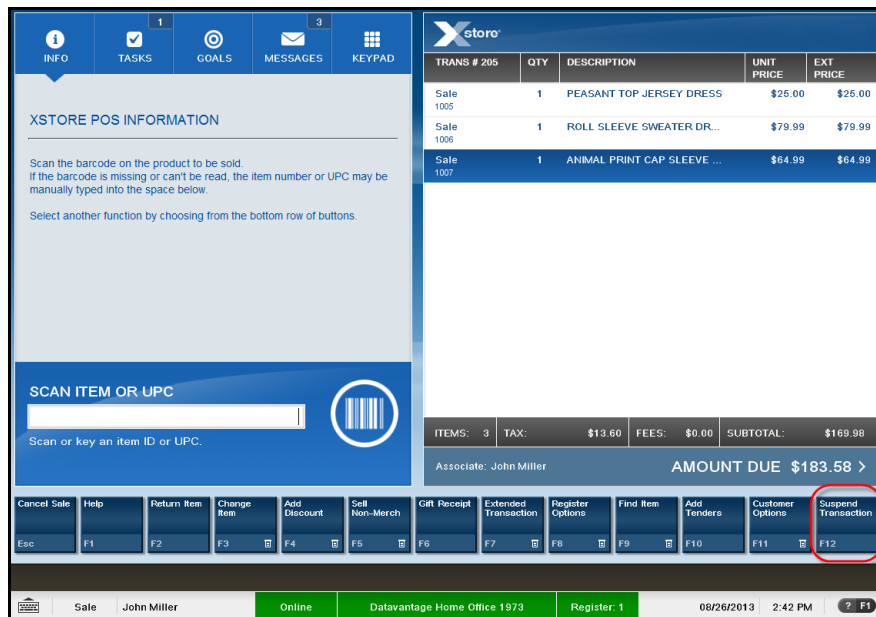 1
3
INFO TASKS GOALS MESSAGES KEYPAD
XSTORE POS INFORMATION
Scan the barcode on the product to be sold.
If the barcode is missing or can't be read, the item number or UPC may be
manually typed into the space below.
Select another function by choosing from the bottom row of buttons.
SCAN ITEM OR UPC
Scan or key an item ID or UPC.
Xstore
TRANS # 205 QTY DESCRIPTION UNIT PRICE EXT PRICE
Sale 1 PEASANT TOP JERSEY DRESS $25.00 $25.00
1005
Sale 1 ROLL SLEEVE SWEATER DR... $79.99 $79.99
1006
Sale 1 ANIMAL PRINT CAP SLEEVE ... $64.99 $64.99
1007
ITEMS: 3 TAX: $13.60 FEES: $0.00 SUBTOTAL: $169.98
Associate: John Miller AMOUNT DUE $183.58 >
Cancel Sale Help Return Item Change Item Add Discount Sell Non-Merch Gift Receipt Extended Transaction Register Options Find Item Add Tenders Customer Options Suspend Transaction
Esc F1 F2 F3 F4 F5 F6 F7 F8 F9 F10 F11 F12
Sale John Miller Online Datavantage Home Office 1973 Register: 1 08/26/2013 2:42 PM ? F1